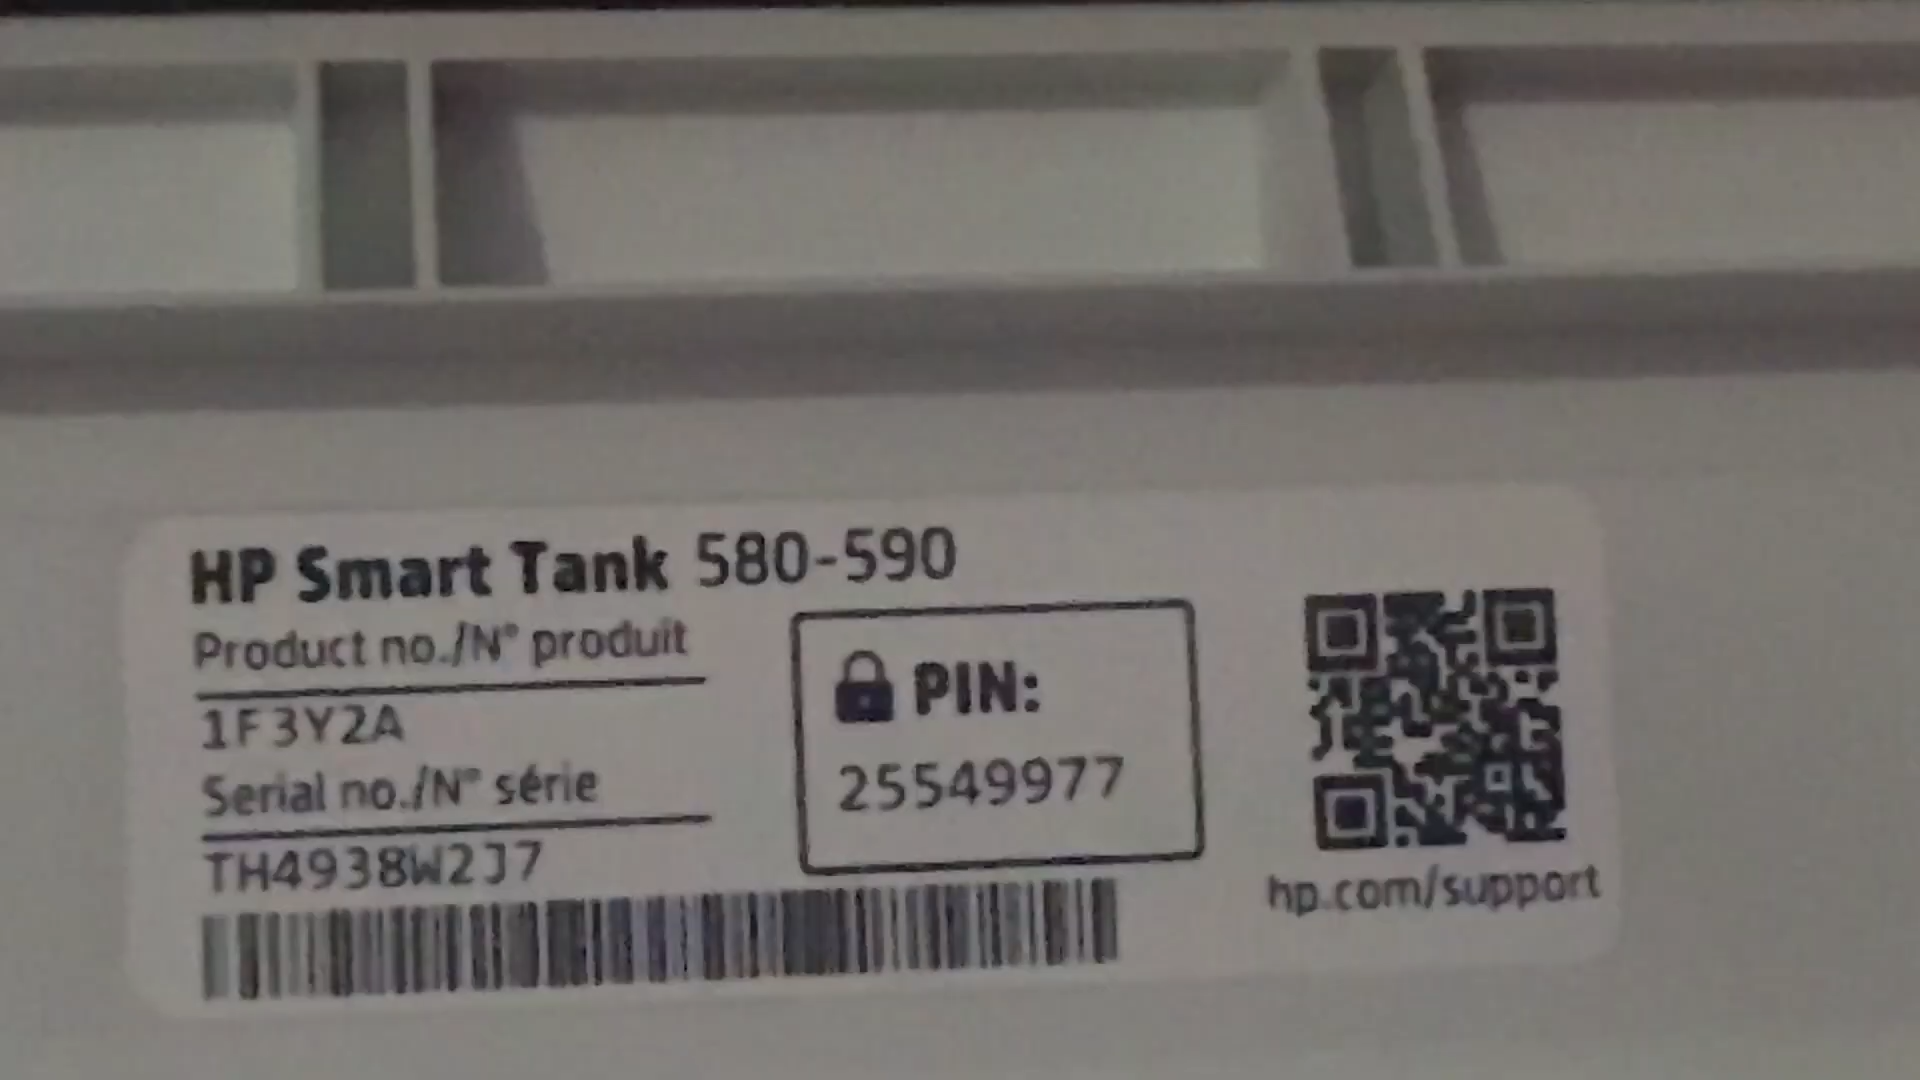 HP Smart Tank 580-590
Product no./N° produit
1F3Y2A
Serial no./N° série
TH4938W2J7
PIN:
25549977
hp.com/support